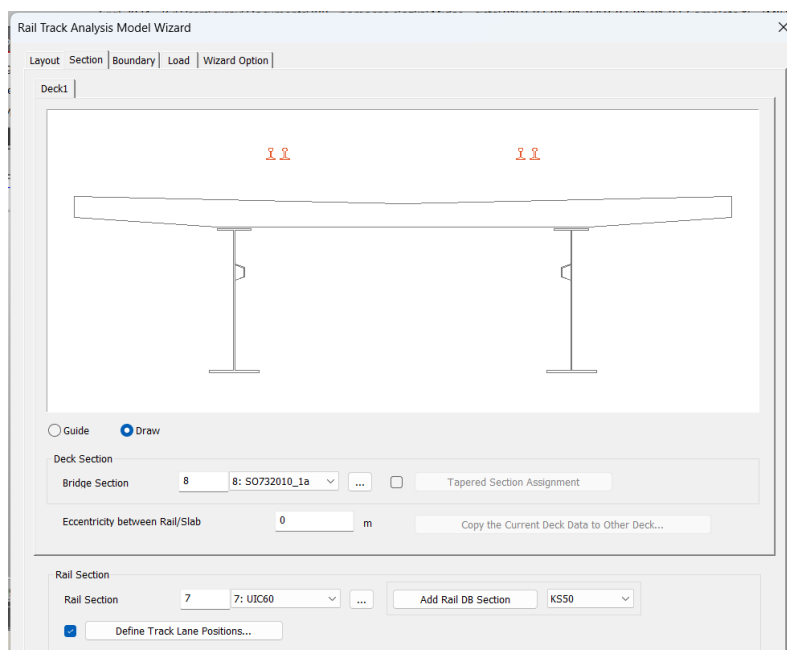 Rail Track Analysis Model Wizard
Layout Section Boundary Load Wizard Option
Deck1
Guide Draw
Deck Section
Bridge Section 8 8: SO732010_1a ... Tapered Section Assignment
Eccentricity between Rail/Slab 0 m Copy the Current Deck Data to Other Deck...
Rail Section
Rail Section 7 7: UIC60 ... Add Rail DB Section KS50
Define Track Lane Positions...